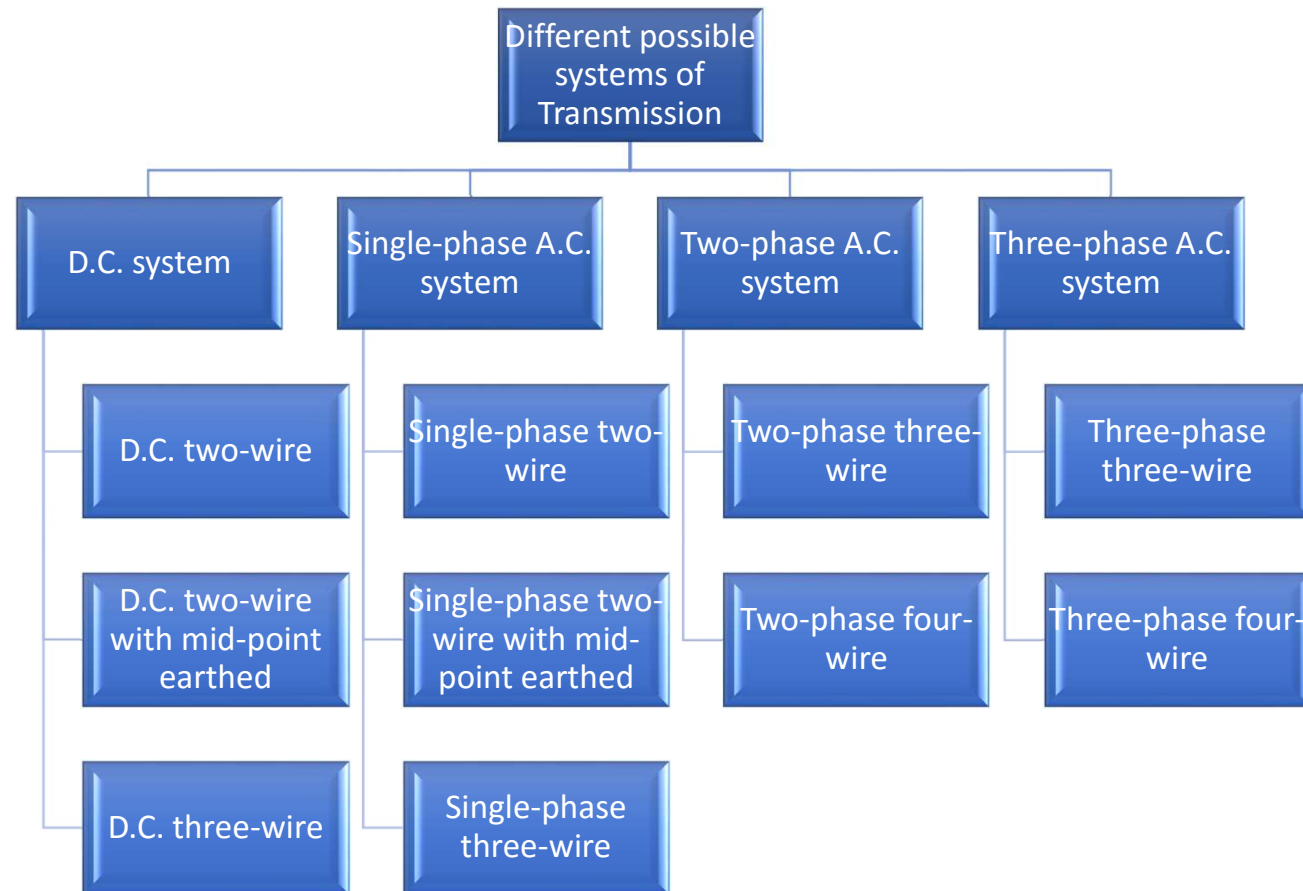 Different possible
systems of
Transmission
D.C. system
Single-phase A.C.
system
Two-phase A.C.
system
Three-phase A.C.
system
D.C. two-wire
Single-phase two-
wire
Two-phase three-
wire
Three-phase
three-wire
D.C. two-wire
with mid-point
earthed
Single-phase two-
wire with mid-
point earthed
Two-phase four-
wire
Three-phase four-
wire
D.C. three-wire
Single-phase
three-wire